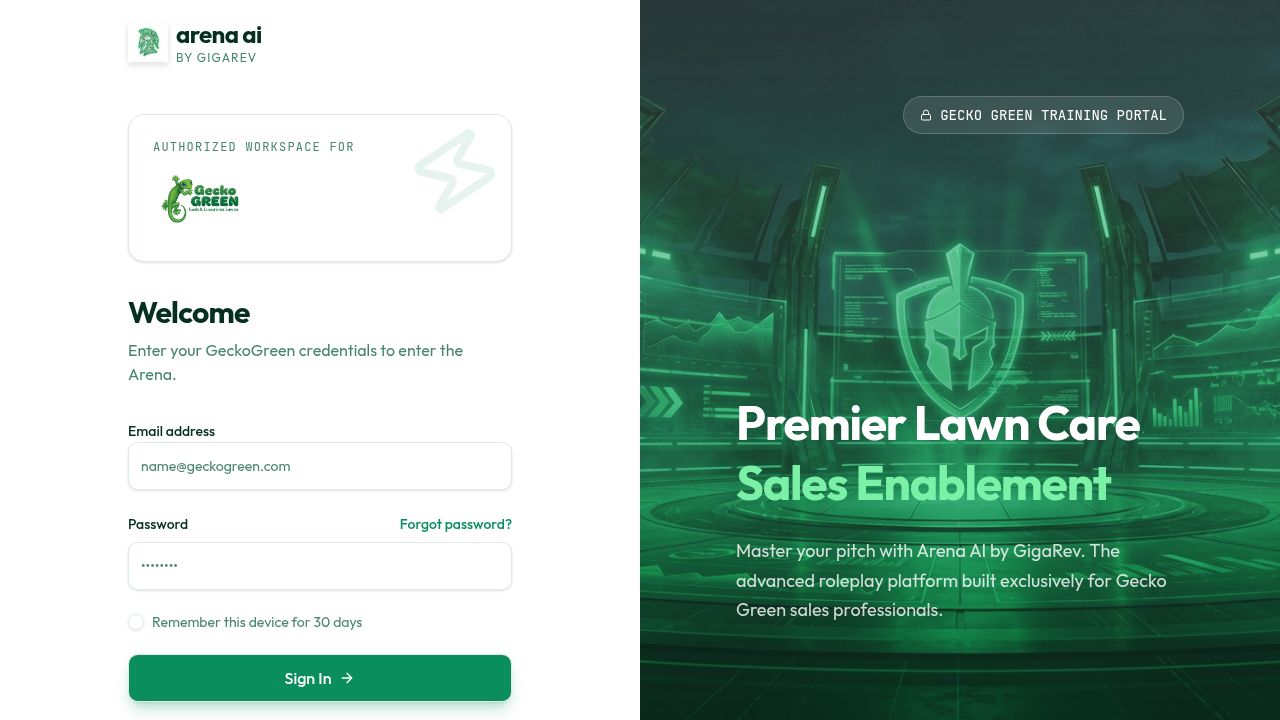 arena ai
BY GIGAREV
AUTHORIZED WORKSPACE FOR
Gecko
GREEN
Welcome
Enter your GeckoGreen credentials to enter the
Arena.
Email address
name@geckogreen.com
Password
Forgot password?
••••••••
Remember this device for 30 days
Sign In →
GECKO GREEN TRAINING PORTAL
Premier Lawn Care
Sales Enablement
Master your pitch with Arena AI by GigaRev. The
advanced roleplay platform built exclusively for Gecko
Green sales professionals.